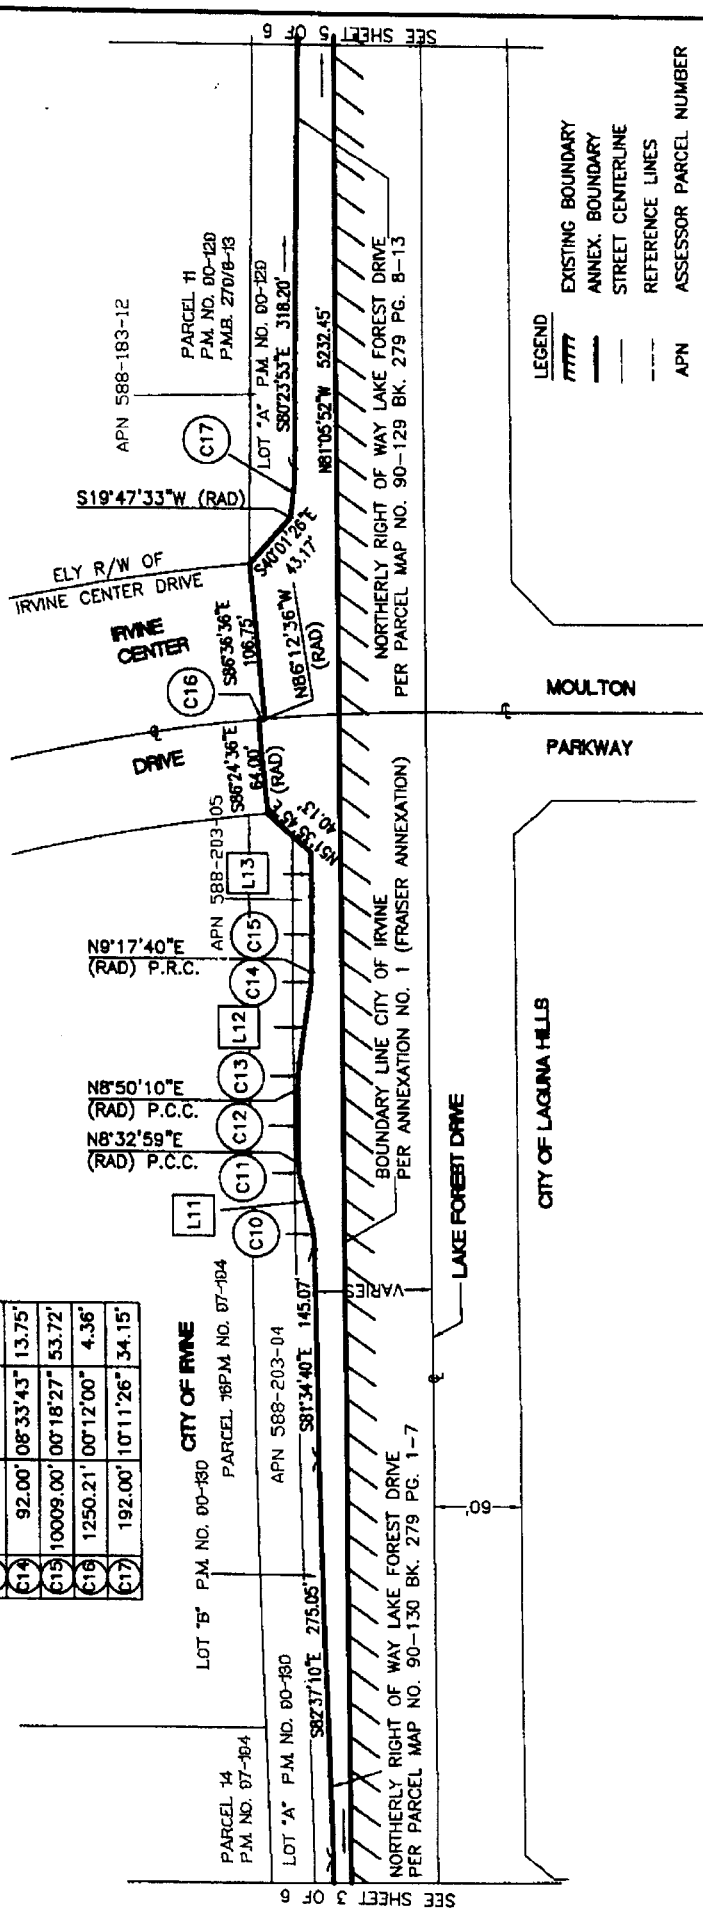 SEE SHEET 3 OF 6
PARCEL 14
P.M. NO. 97-194
LOT "A" P.M. NO. 90-130
S82°37'10"E 275.05'
NORTHERLY RIGHT OF WAY LAKE FOREST DRIVE
PER PARCEL MAP NO. 90-130 BK. 279 PG. 1-7
LOT "B" P.M. NO. 90-130
CITY OF IRVINE
PARCEL 16 P.M. NO. 97-194
APN 588-203-04
S81°34'40"E 145.07'
C14 92.00' 08°33'43" 13.75'
C15 10009.00' 00°18'27" 53.72'
C16 1250.21' 00°12'00" 4.36'
C17 192.00' 10°11'26" 34.15'
60'
VARIES
LAKE FOREST DRIVE
CITY OF LAGUNA HILLS
C10
L11
C11
C12
C13
L12
C14
C15
L13
N8°32'59"E
(RAD) P.C.C.
N8°50'10"E
(RAD) P.C.C.
N9°17'40"E
(RAD) P.R.C.
APN 588-203-05
BOUNDARY LINE CITY OF IRVINE
PER ANNEXATION NO. 1 (FRAISER ANNEXATION)
N51°35'45"E
40.13'
S86°24'36"E
64.00' (RAD)
DRIVE
C16
IRVINE
CENTER
S86°36'36"E
106.75'
N86°12'36"W
(RAD)
ELY R/W OF
IRVINE CENTER DRIVE
S40°01'26"E
43.17'
S19°47'33"W (RAD)
C17
APN 588-183-12
PARCEL 11
P.M. NO. 90-120
P.M.B. 270/8-13
LOT "A" P.M. NO. 90-120
S80°23'53"E 318.20'
N81°05'52"W 5232.45'
NORTHERLY RIGHT OF WAY LAKE FOREST DRIVE
PER PARCEL MAP NO. 90-129 BK. 279 PG. 8-13
MOULTON
PARKWAY
SEE SHEET 5 OF 6
LEGEND
EXISTING BOUNDARY
ANNEX. BOUNDARY
STREET CENTERLINE
REFERENCE LINES
APN ASSESSOR PARCEL NUMBER